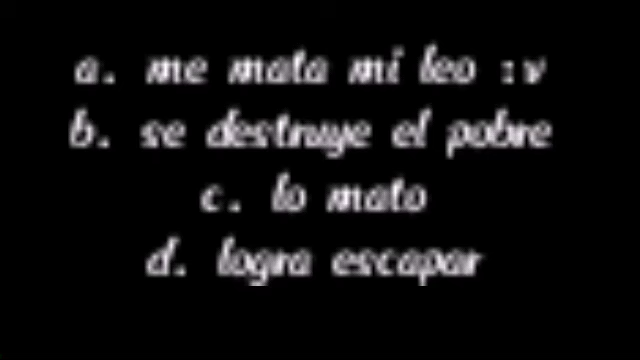 a. me mata mi leo :v
b. se destruye el pobre
c. lo mato
d. logra escapar